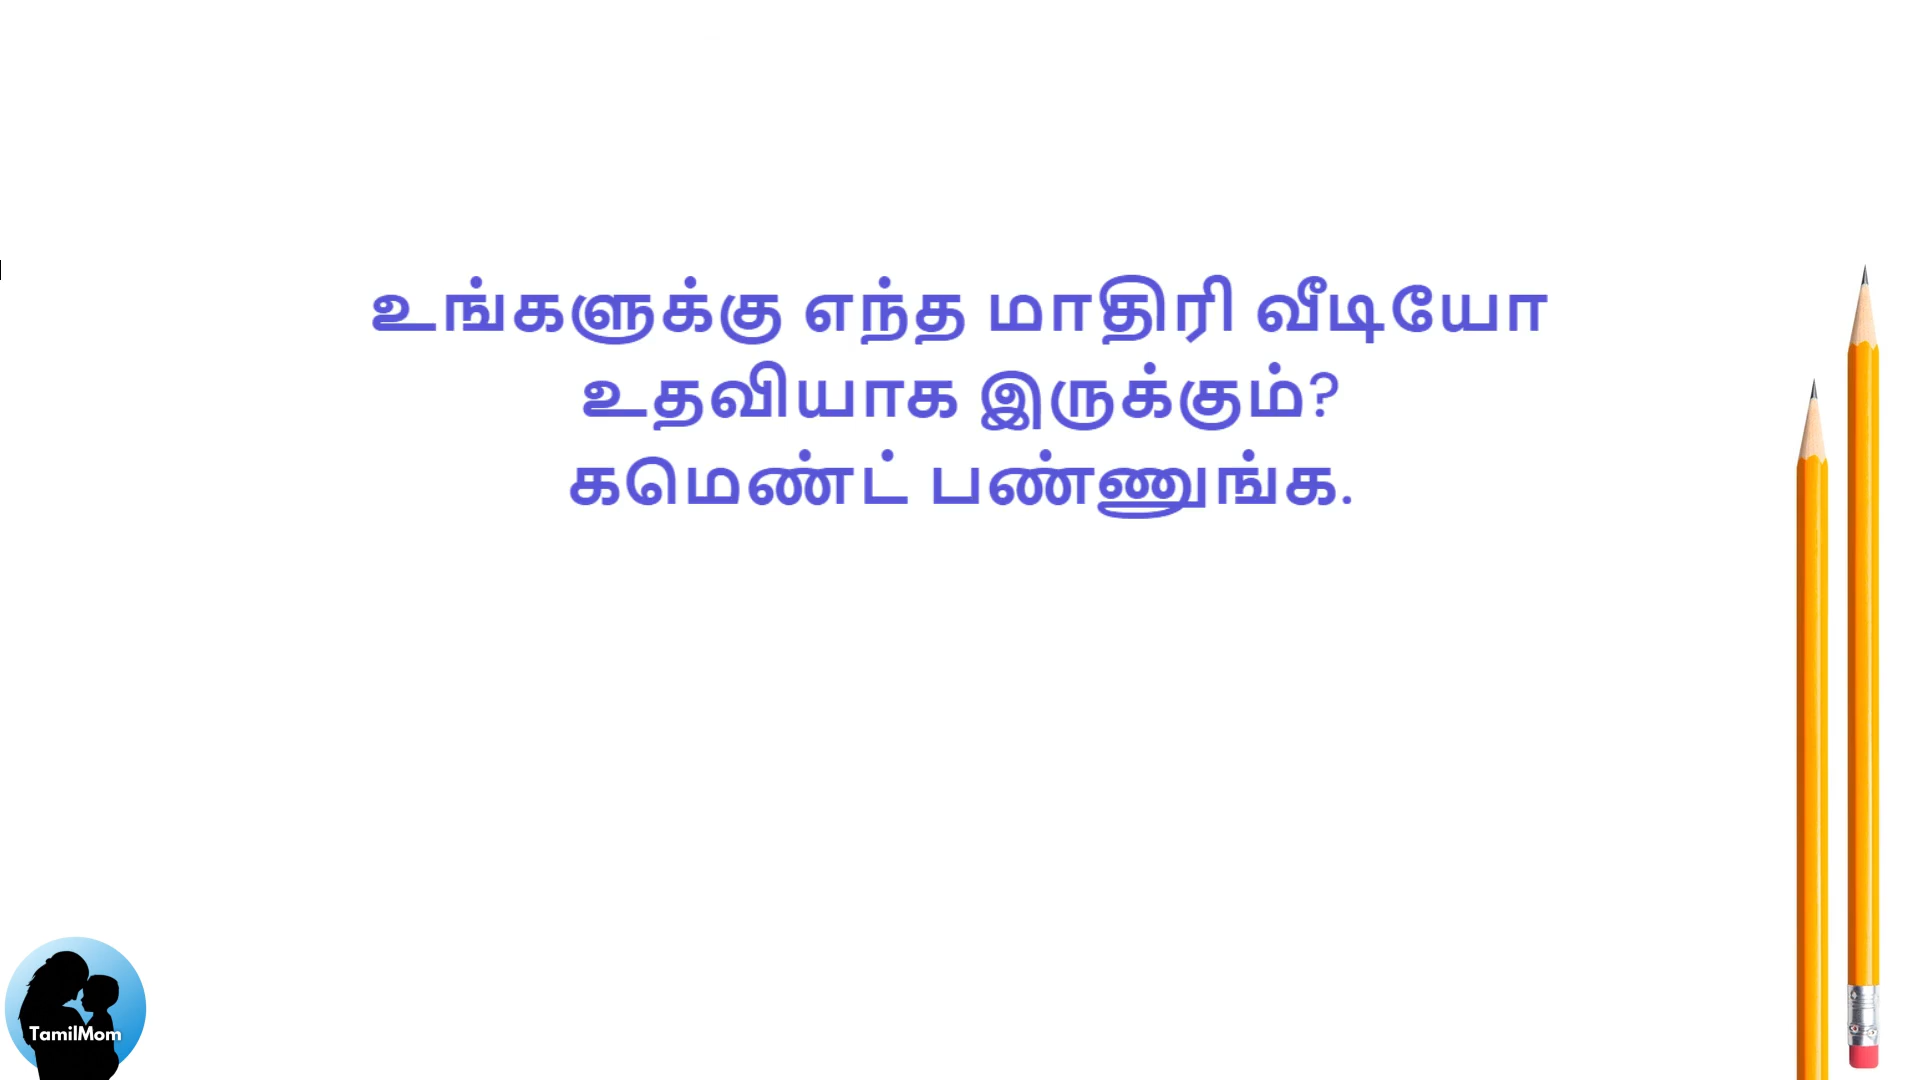 உங்களுக்கு எந்த மாதிரி வீடியோ
உதவியாக இருக்கும்?
கமெண்ட் பண்ணுங்க.
TamilMom